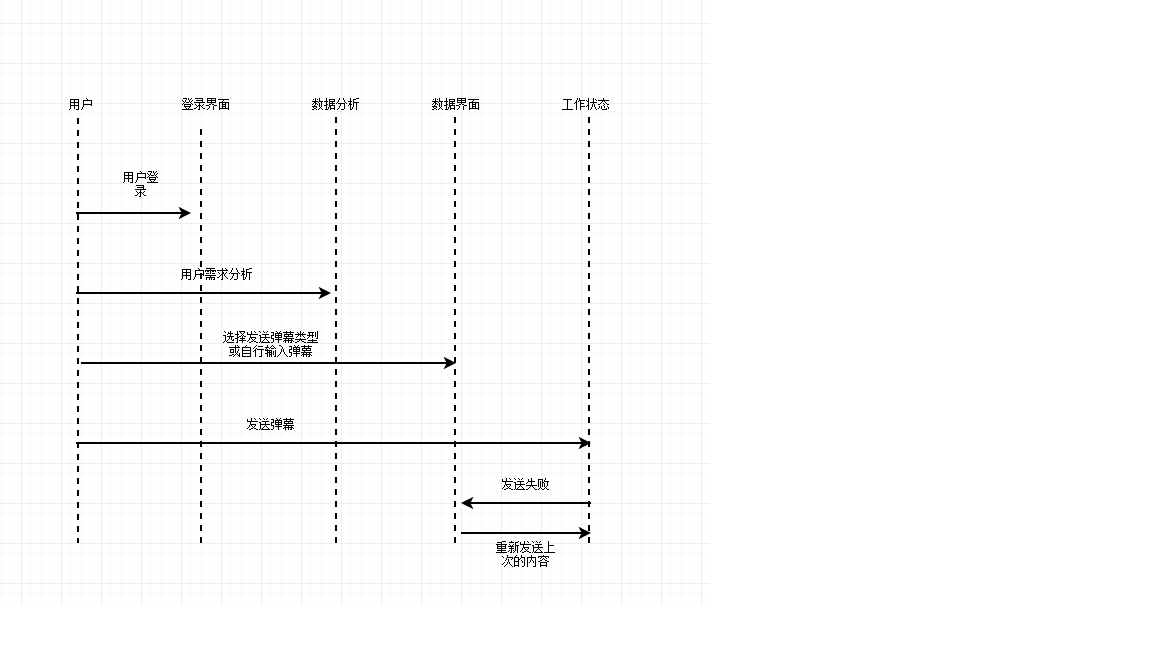 用户
登录界面
数据分析
数据界面
工作状态
用户登
录
用户需求分析
选择发送弹幕类型
或自行输入弹幕
发送弹幕
发送失败
重新发送上
次的内容